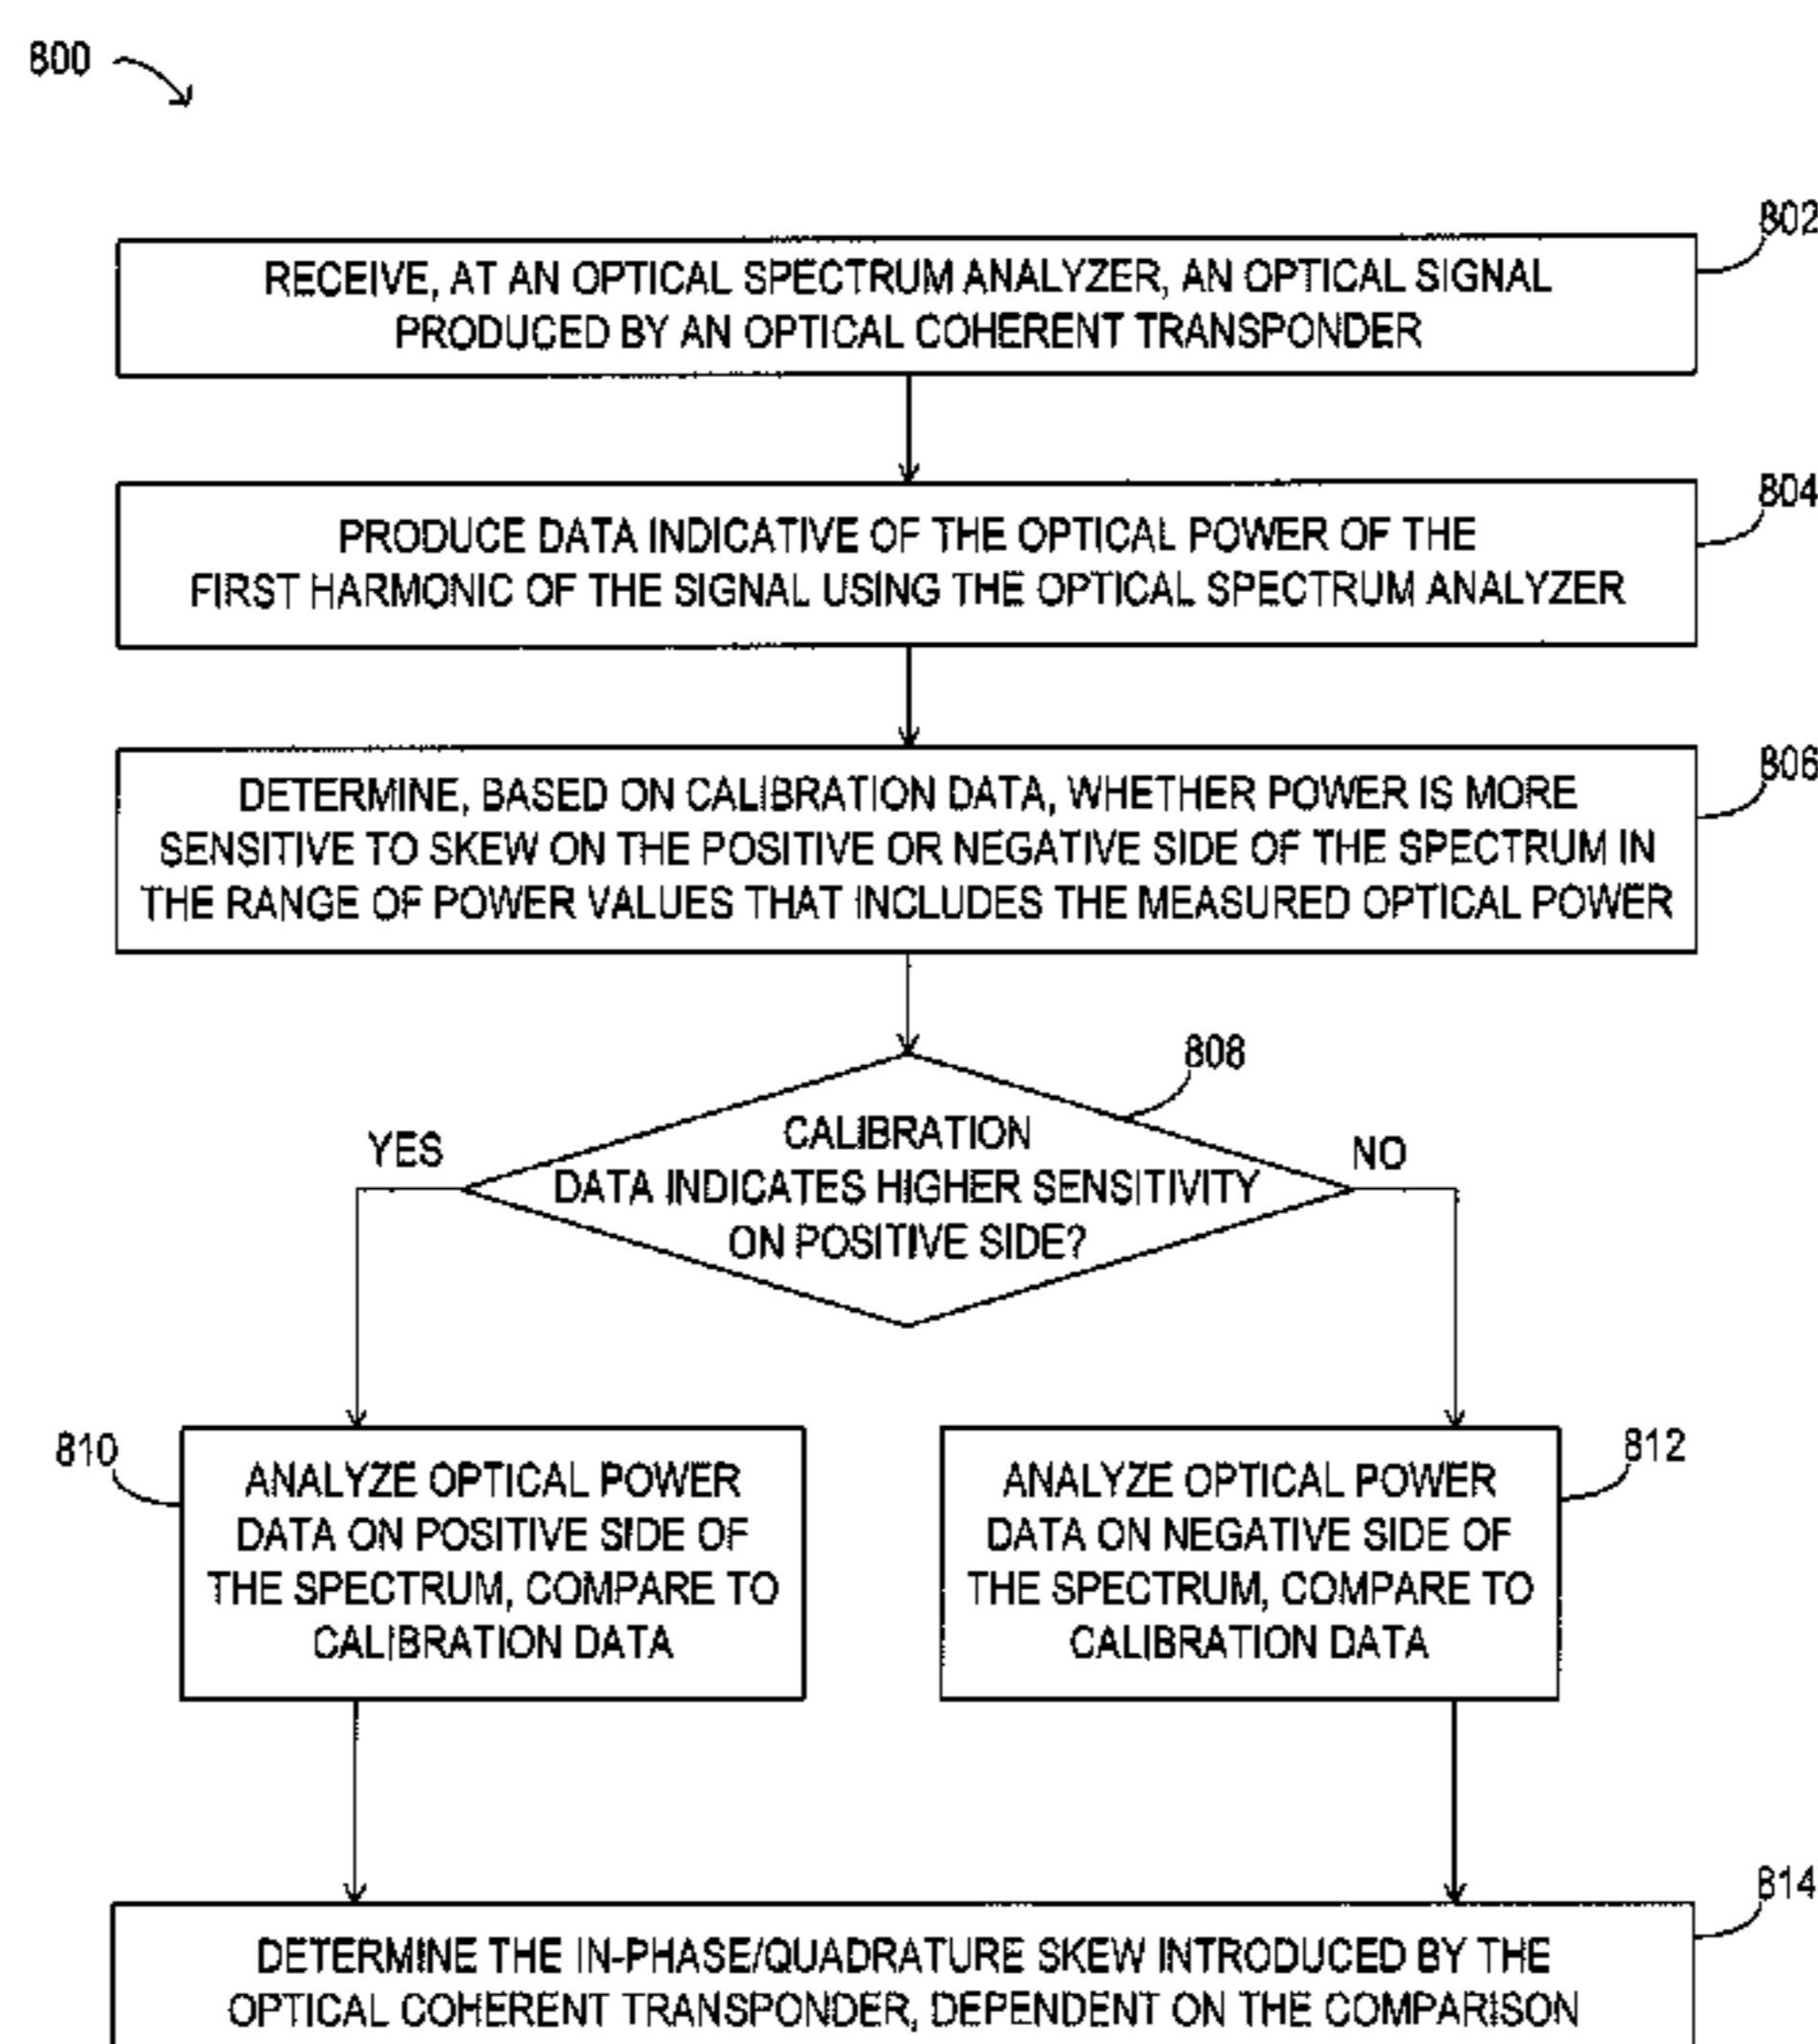 800
802
RECEIVE, AT AN OPTICAL SPECTRUM ANALYZER, AN OPTICAL SIGNAL
PRODUCED BY AN OPTICAL COHERENT TRANSPONDER
804
PRODUCE DATA INDICATIVE OF THE OPTICAL POWER OF THE
FIRST HARMONIC OF THE SIGNAL USING THE OPTICAL SPECTRUM ANALYZER
806
DETERMINE, BASED ON CALIBRATION DATA, WHETHER POWER IS MORE
SENSITIVE TO SKEW ON THE POSITIVE OR NEGATIVE SIDE OF THE SPECTRUM IN
THE RANGE OF POWER VALUES THAT INCLUDES THE MEASURED OPTICAL POWER
808
YES
CALIBRATION
DATA INDICATES HIGHER SENSITIVITY
ON POSITIVE SIDE?
NO
810
ANALYZE OPTICAL POWER
DATA ON POSITIVE SIDE OF
THE SPECTRUM, COMPARE TO
CALIBRATION DATA
812
ANALYZE OPTICAL POWER
DATA ON NEGATIVE SIDE OF
THE SPECTRUM, COMPARE TO
CALIBRATION DATA
814
DETERMINE THE IN-PHASE/QUADRATURE SKEW INTRODUCED BY THE
OPTICAL COHERENT TRANSPONDER, DEPENDENT ON THE COMPARISON